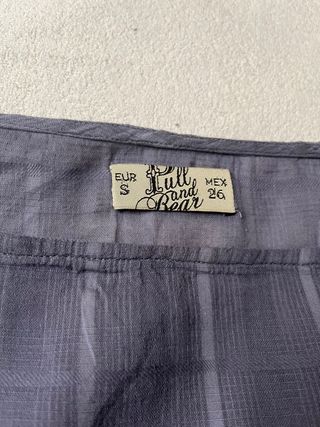 EUR
S
Pull
and
Bear
MEX
26